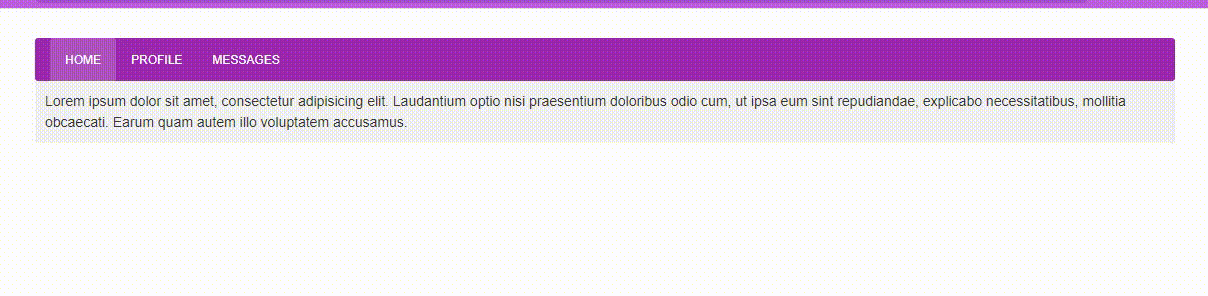 HOME PROFILE MESSAGES
Lorem ipsum dolor sit amet, consectetur adipisicing elit. Laudantium optio nisi praesentium doloribus odio cum, ut ipsa eum sint repudiandae, explicabo necessitatibus, mollitia
obcaecati. Earum quam autem illo voluptatem accusamus.